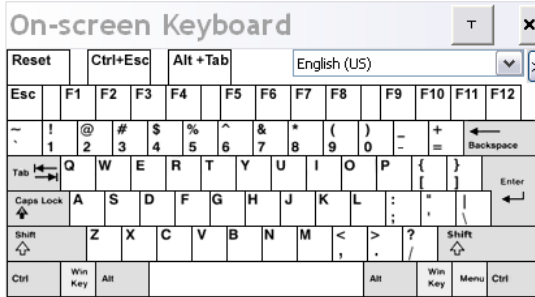 On-screen Keyboard T ×
Reset Ctrl+Esc Alt +Tab English (US) >
Esc F1 F2 F3 F4 F5 F6 F7 F8 F9 F10 F11 F12
~ ! @ # $ % ^ & * ( ) _ +
` 1 2 3 4 5 6 7 8 9 0 - = Backspace
Tab Q W E R T Y U I O P { }
[ ] Enter
Caps Lock A S D F G H J K L : " |
; ' \
Shift Z X C V B N M < > ? Shift
, . /
Ctrl Win Key Alt Alt Win Key Menu Ctrl